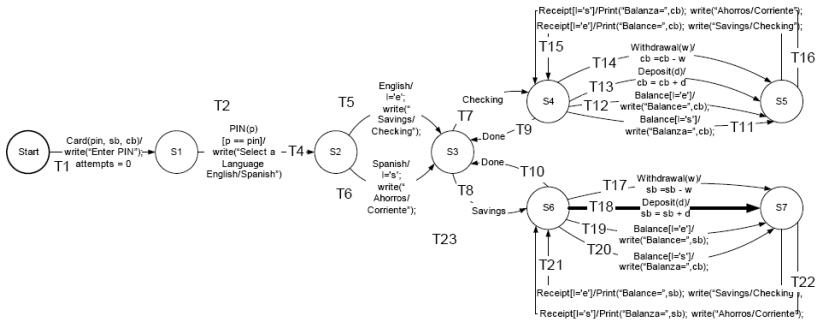 Receipt[l='s']/Print("Balanza=",cb); write("Ahorros/Corriente");
Receipt[l='e']/Print("Balance=",cb); write("Savings/Checking");
T15
T16
Withdrawal(w)/
cb =cb - w
T14
Deposit(d)/
cb = cb + d
T13
Balance[l='e']/
write("Balance=",cb);
T12
Balance[l='s']/
write("Balanza=",cb);
T11
S4
S5
Checking
T7
T9
Done
English/
l='e';
write("
Savings/
Checking");
T5
T2
PIN(p)
[p == pin]/
write("Select a
Language
English/Spanish")
T4
Card(pin, sb, cb)/
write("Enter PIN");
attempts = 0
T1
Start
S1
S2
S3
Spanish/
l='s';
write("
Ahorros/
Corriente");
T6
Done
T10
T8
Savings
T23
S6
S7
Withdrawal(w)/
sb =sb - w
T17
Deposit(d)/
sb = sb + d
T18
Balance[l='e']/
write("Balance=",sb);
T19
Balance[l='s']/
write("Balanza=",cb);
T20
T21
T22
Receipt[l='e']/Print("Balance=",sb); write("Savings/Checking
Receipt[l='s']/Print("Balanza=",sb); write("Ahorros/Corriente");